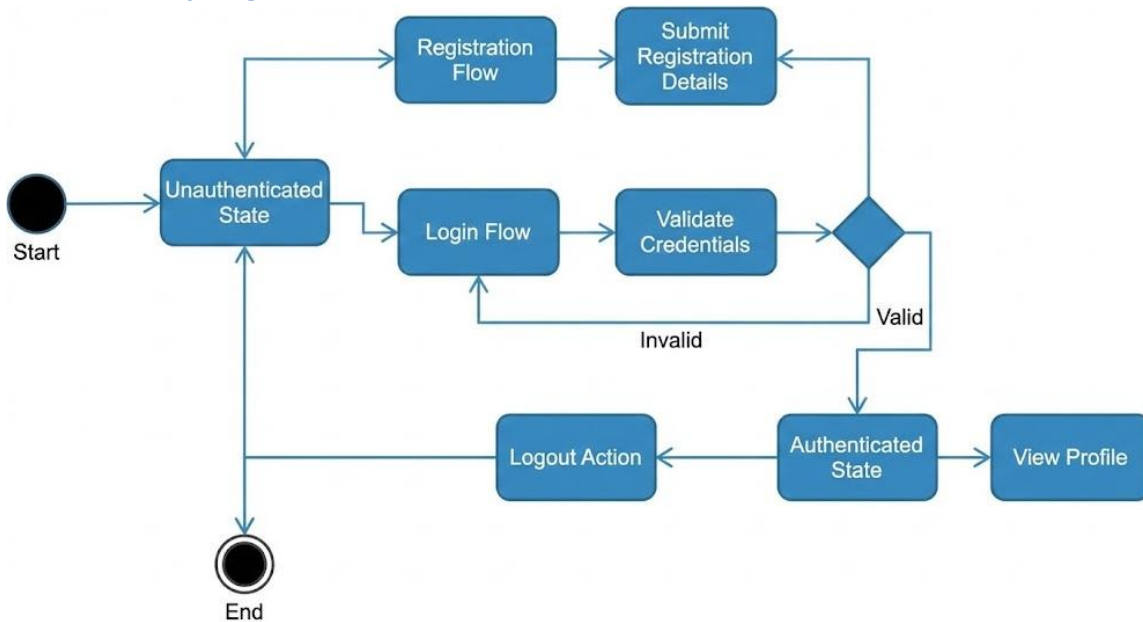 Registration
Flow
Submit
Registration
Details
Unauthenticated
State
Start
Login Flow
Validate
Credentials
Invalid
Valid
Logout Action
Authenticated
State
View Profile
End